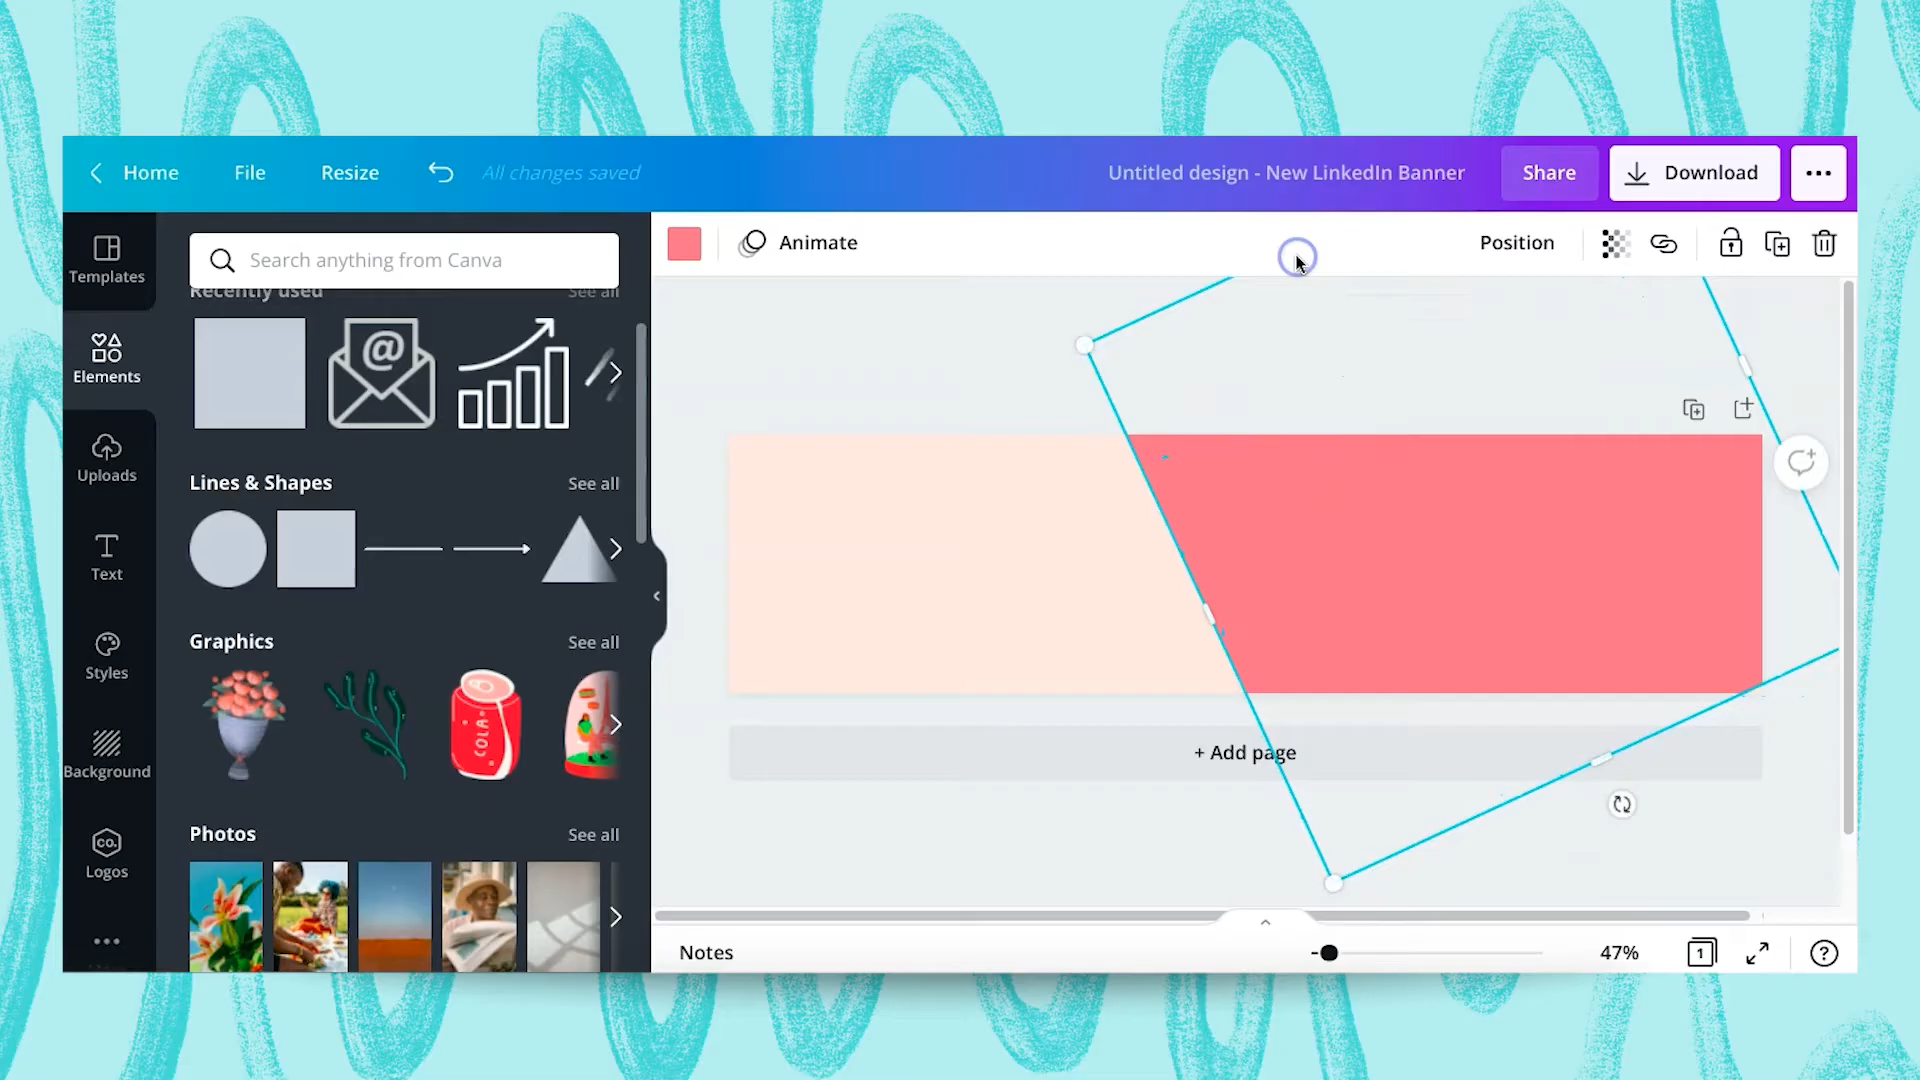 Home File Resize All changes saved Untitled design - New LinkedIn Banner Share Download
Templates
Elements
Uploads
Text
Styles
Background
CO.
Logos
Search anything from Canva
Recently used See all
@
Lines & Shapes See all
Graphics See all
COLA
Photos See all
Animate Position
+ Add page
Notes 47% 1 ?